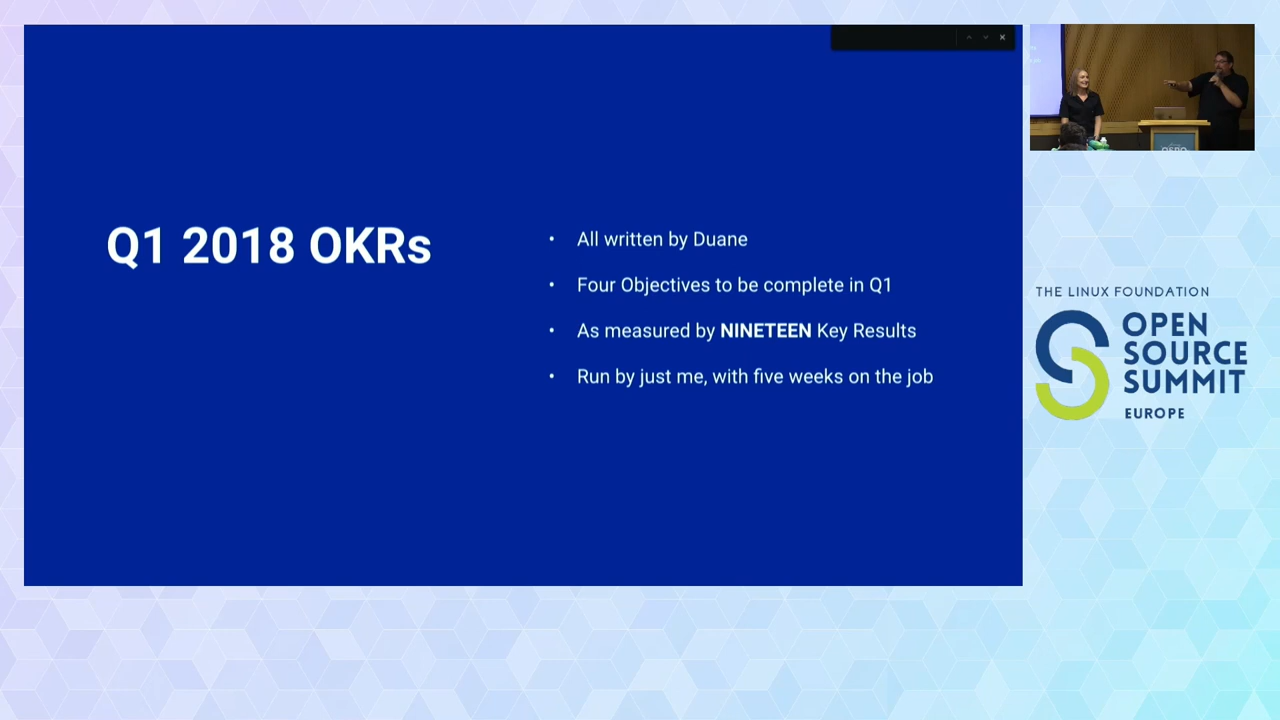 Q1 2018 OKRs
• All written by Duane
• Four Objectives to be complete in Q1
• As measured by NINETEEN Key Results
• Run by just me, with five weeks on the job
OSPO
THE LINUX FOUNDATION
OPEN
SOURCE
SUMMIT
EUROPE